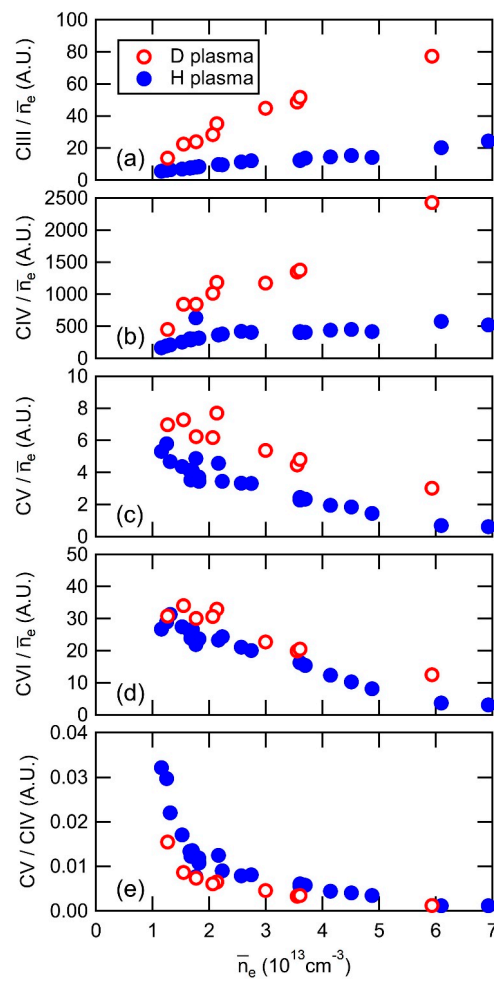 CIII / n̅e (A.U.)
100
80
60
40
20
0
D plasma
H plasma
(a)
CIV / n̅e (A.U.)
2500
2000
1500
1000
500
0
(b)
CV / n̅e (A.U.)
10
8
6
4
2
0
(c)
CVI / n̅e (A.U.)
50
40
30
20
10
0
(d)
CV / CIV (A.U.)
0.04
0.03
0.02
0.01
0.00
(e)
0 1 2 3 4 5 6 7
n̅e (10¹³cm⁻³)